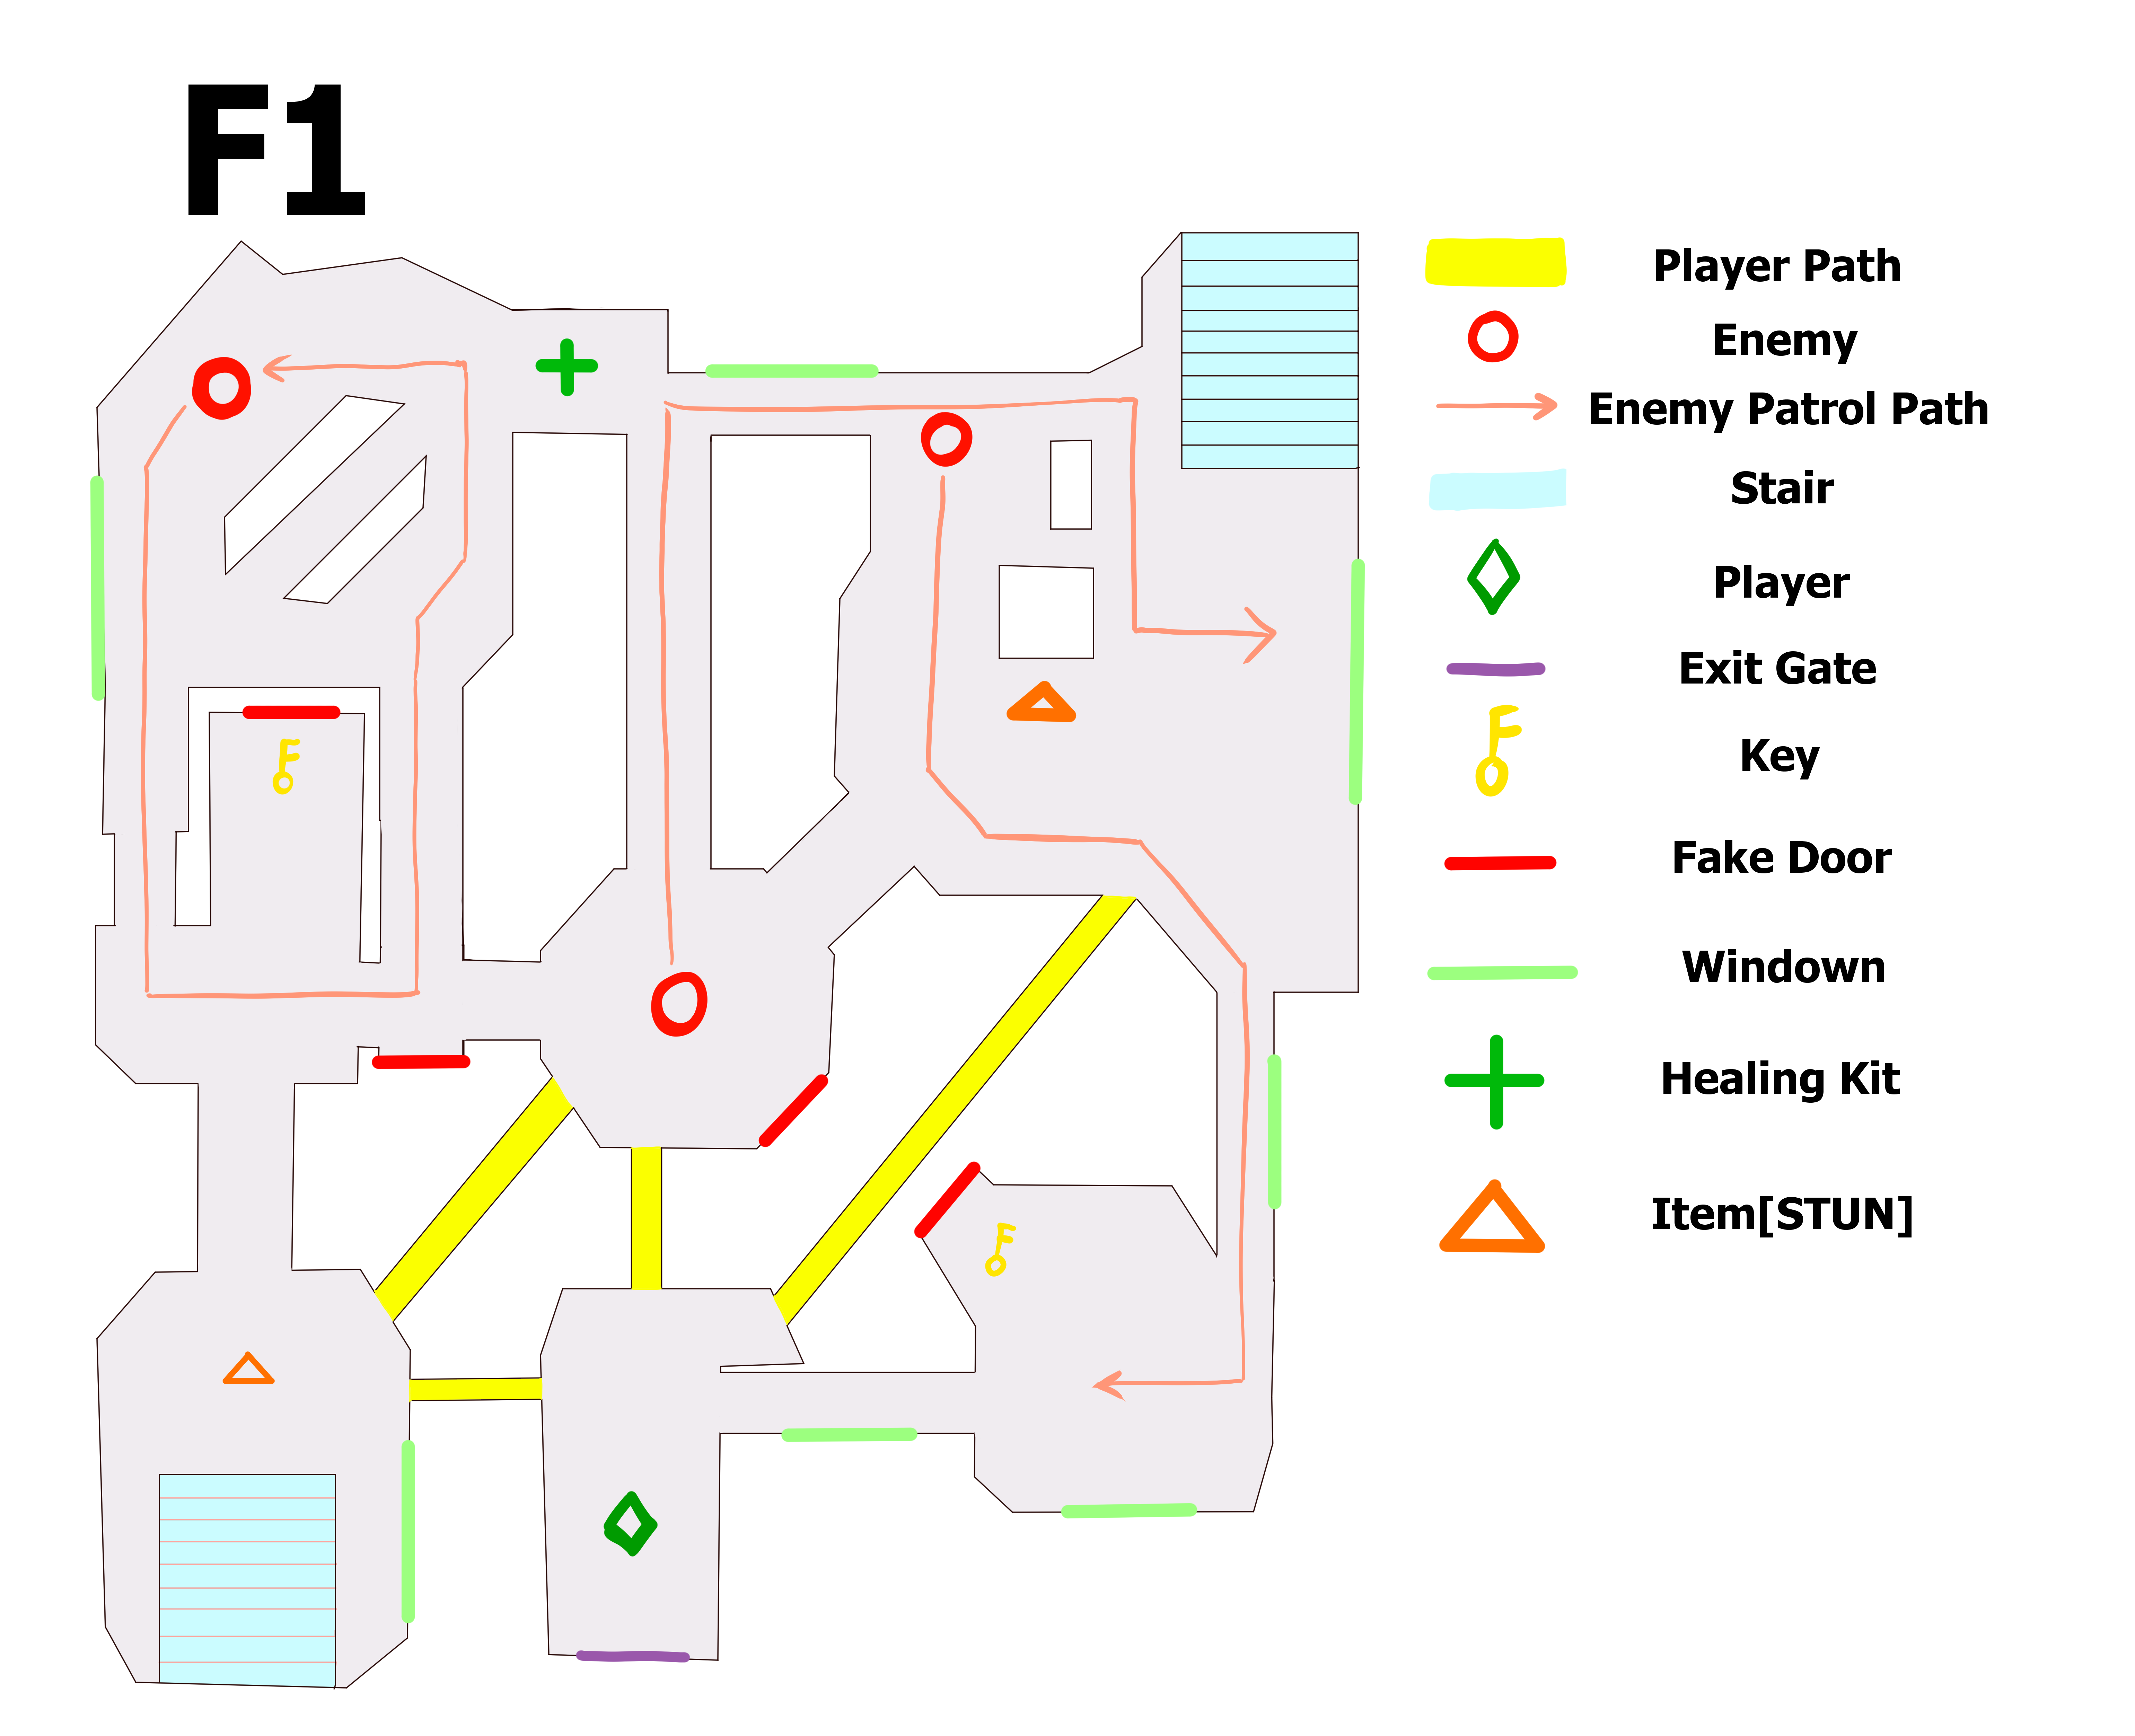 F1
Player Path
Enemy
Enemy Patrol Path
Stair
Player
Exit Gate
Key
Fake Door
Windown
Healing Kit
Item[STUN]